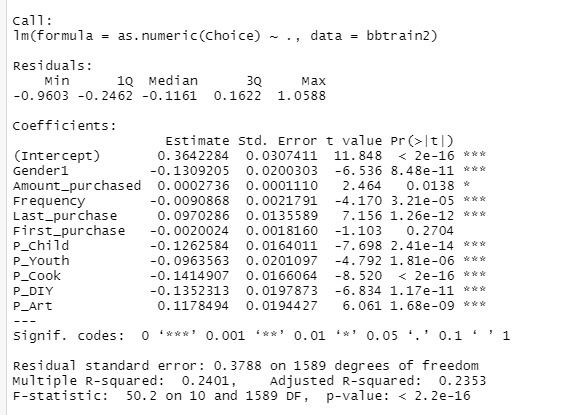 Call:
lm(formula = as.numeric(Choice) ~ ., data = bbtrain2)
Residuals:
Min 1Q Median 3Q Max
-0.9603 -0.2462 -0.1161 0.1622 1.0588
Coefficients:
Estimate Std. Error t value Pr(>|t|)
(Intercept) 0.3642284 0.0307411 11.848 < 2e-16 ***
Gender1 -0.1309205 0.0200303 -6.536 8.48e-11 ***
Amount_purchased 0.0002736 0.0001110 2.464 0.0138 *
Frequency -0.0090868 0.0021791 -4.170 3.21e-05 ***
Last_purchase 0.0970286 0.0135589 7.156 1.26e-12 ***
First_purchase -0.0020024 0.0018160 -1.103 0.2704
P_Child -0.1262584 0.0164011 -7.698 2.41e-14 ***
P_Youth -0.0963563 0.0201097 -4.792 1.81e-06 ***
P_Cook -0.1414907 0.0166064 -8.520 < 2e-16 ***
P_DIY -0.1352313 0.0197873 -6.834 1.17e-11 ***
P_Art 0.1178494 0.0194427 6.061 1.68e-09 ***
---
Signif. codes: 0 ‘***’ 0.001 ‘**’ 0.01 ‘*’ 0.05 ‘.’ 0.1 ‘ ’ 1
Residual standard error: 0.3788 on 1589 degrees of freedom
Multiple R-squared: 0.2401, Adjusted R-squared: 0.2353
F-statistic: 50.2 on 10 and 1589 DF, p-value: < 2.2e-16